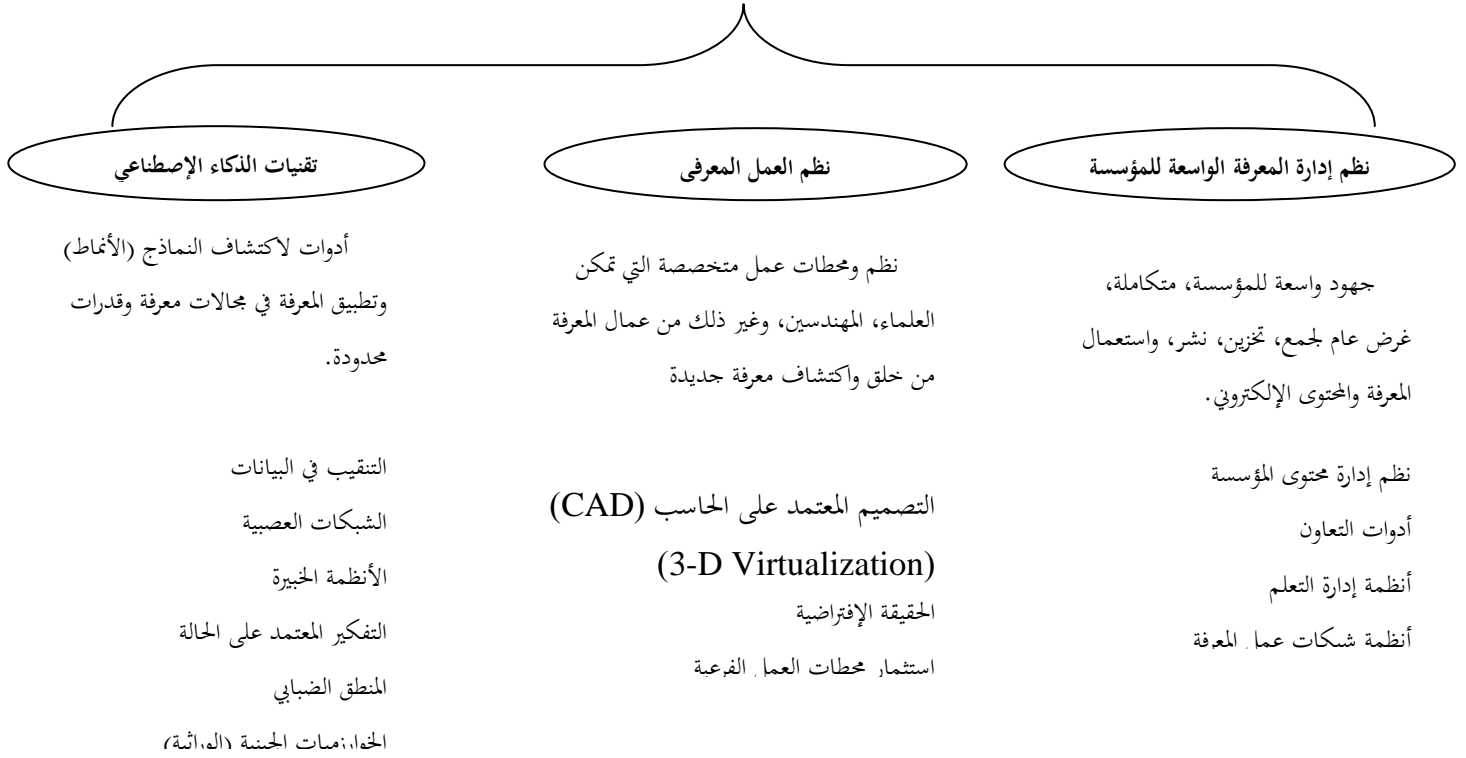 نظم إدارة المعرفة الواسعة للمؤسسة
جهود واسعة للمؤسسة، متكاملة،
غرض عام لجمع، تخزين، نشر، واستعمال
المعرفة والمحتوى الإلكتروني.
نظم إدارة محتوى المؤسسة
أدوات التعاون
أنظمة إدارة التعلم
أنظمة شبكات عمل المعرفة
نظم العمل المعرفى
نظم ومحطات عمل متخصصة التي تمكن
العلماء، المهندسين، وغير ذلك من عمال المعرفة
من خلق واكتشاف معرفة جديدة
التصميم المعتمد على الحاسب (CAD)
(3-D Virtualization)
الحقيقة الإفتراضية
استثمار محطات العمل الفرعية
تقنيات الذكاء الإصطناعي
أدوات لاكتشاف النماذج (الأنماط)
وتطبيق المعرفة في مجالات معرفة وقدرات
محدودة.
التنقيب في البيانات
الشبكات العصبية
الأنظمة الخبيرة
التفكير المعتمد على الحالة
المنطق الضبابي
الخوارزميات الجينية (الوراثية)